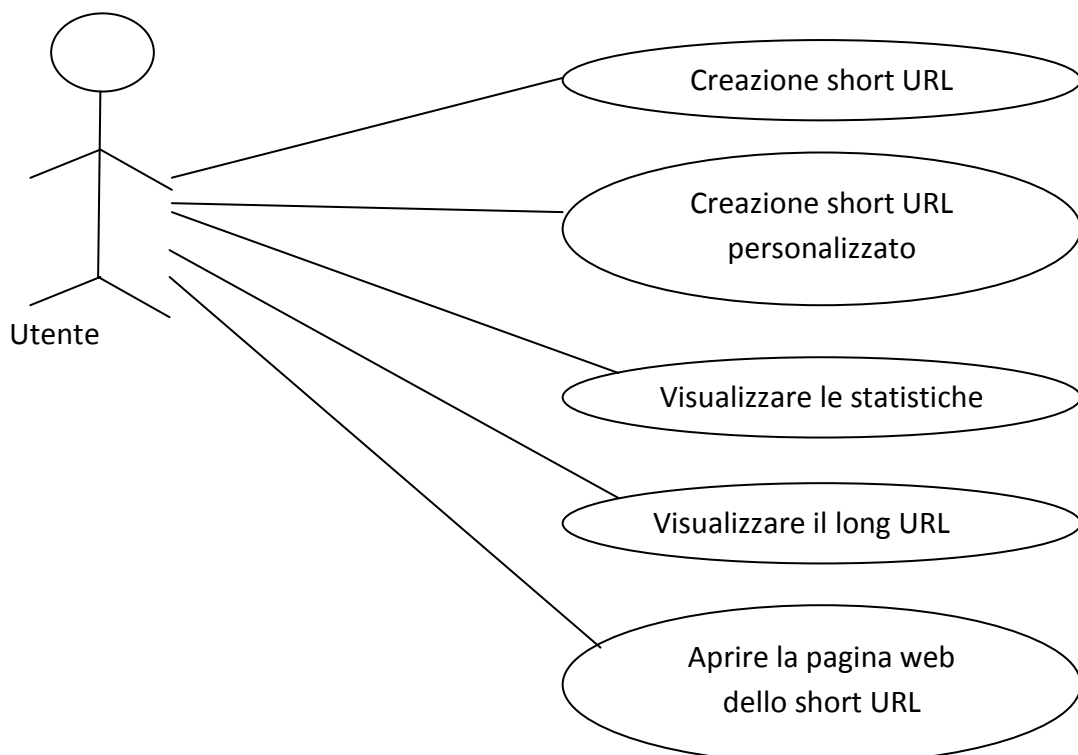 Creazione short URL
Creazione short URL
personalizzato
Utente
Visualizzare le statistiche
Visualizzare il long URL
Aprire la pagina web
dello short URL